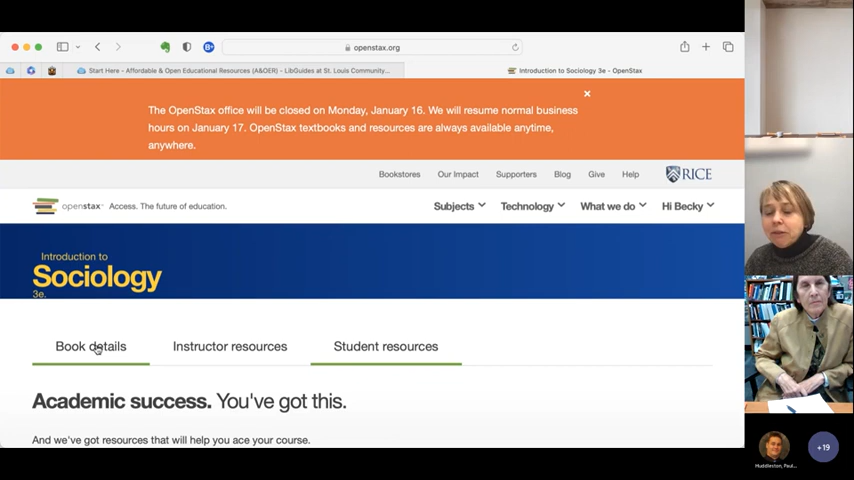 openstax.org
Start Here - Affordable & Open Educational Resources (A&OER) - LibGuides at St. Louis Community...
Introduction to Sociology 3e - OpenStax
The OpenStax office will be closed on Monday, January 16. We will resume normal business
hours on January 17. OpenStax textbooks and resources are always available anytime,
anywhere.
Bookstores Our Impact Supporters Blog Give Help RICE
openstax™ Access. The future of education.
Subjects Technology What we do Hi Becky
Introduction to
Sociology
3e.
Book details Instructor resources Student resources
Academic success. You've got this.
And we've got resources that will help you ace your course.
Huddleston, Paul...
+19